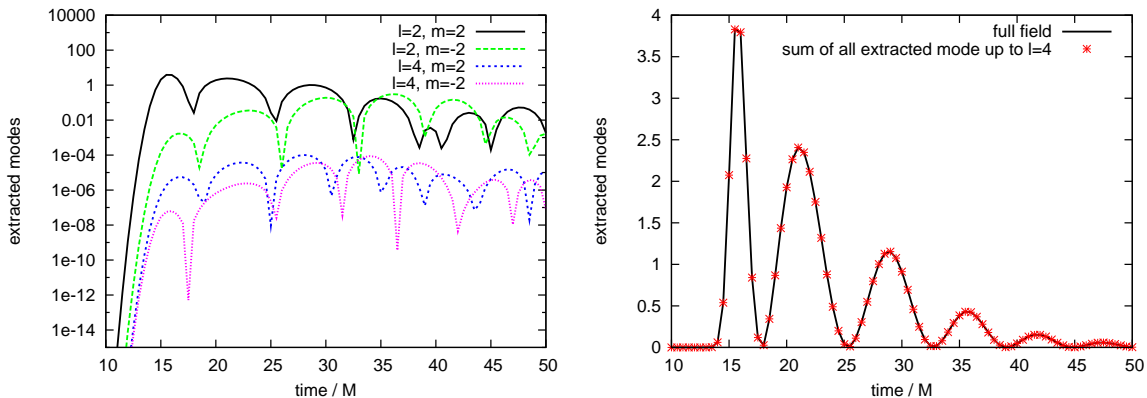 10000
100
1
0.01
1e-04
1e-06
1e-08
1e-10
1e-12
1e-14
extracted modes
10 15 20 25 30 35 40 45 50
time / M
l=2, m=2
l=2, m=-2
l=4, m=2
l=4, m=-2
4
3.5
3
2.5
2
1.5
1
0.5
0
extracted modes
10 15 20 25 30 35 40 45 50
time / M
full field
sum of all extracted mode up to l=4